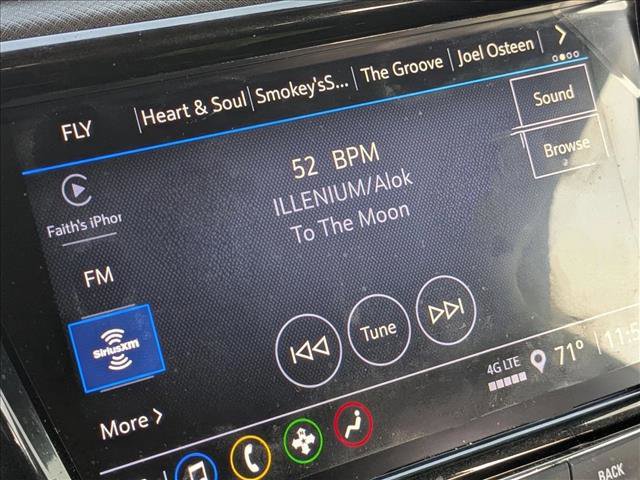 FLY | Heart & Soul | Smokey'sS... | The Groove | Joel Osteen
Sound
Browse
52 BPM
ILLENIUM/Alok
To The Moon
Faith's iPhor
FM
SiriusXM
Tune
More >
4G LTE
71°
BACK